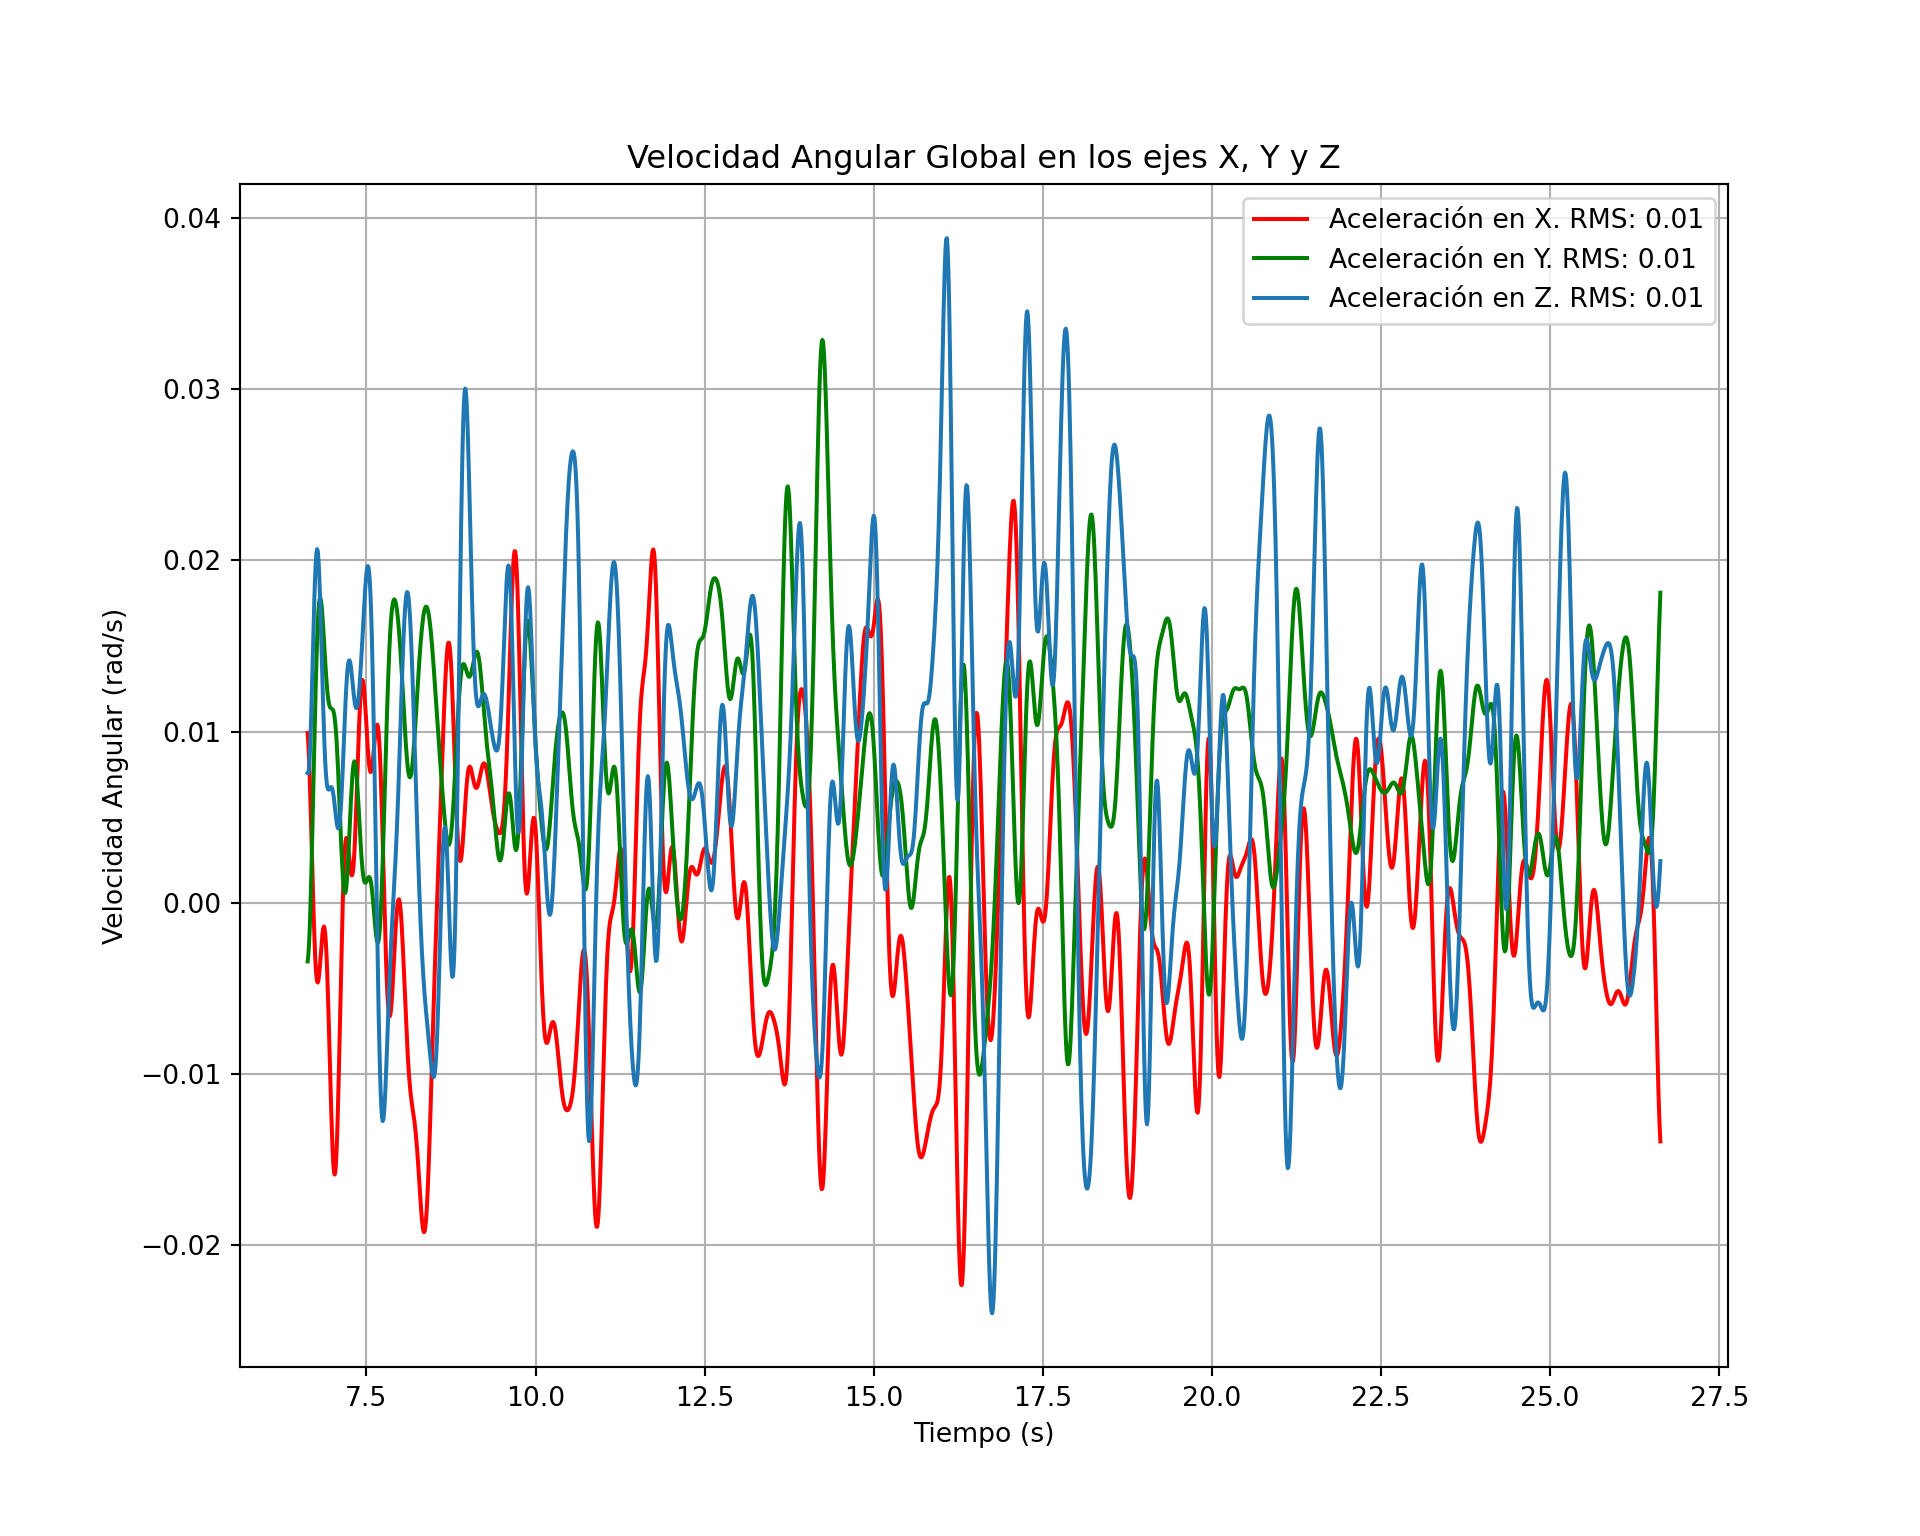 Velocidad Angular Global en los ejes X, Y y Z
Aceleración en X. RMS: 0.01
Aceleración en Y. RMS: 0.01
Aceleración en Z. RMS: 0.01
Velocidad Angular (rad/s)
0.04
0.03
0.02
0.01
0.00
−0.01
−0.02
7.5 10.0 12.5 15.0 17.5 20.0 22.5 25.0 27.5
Tiempo (s)